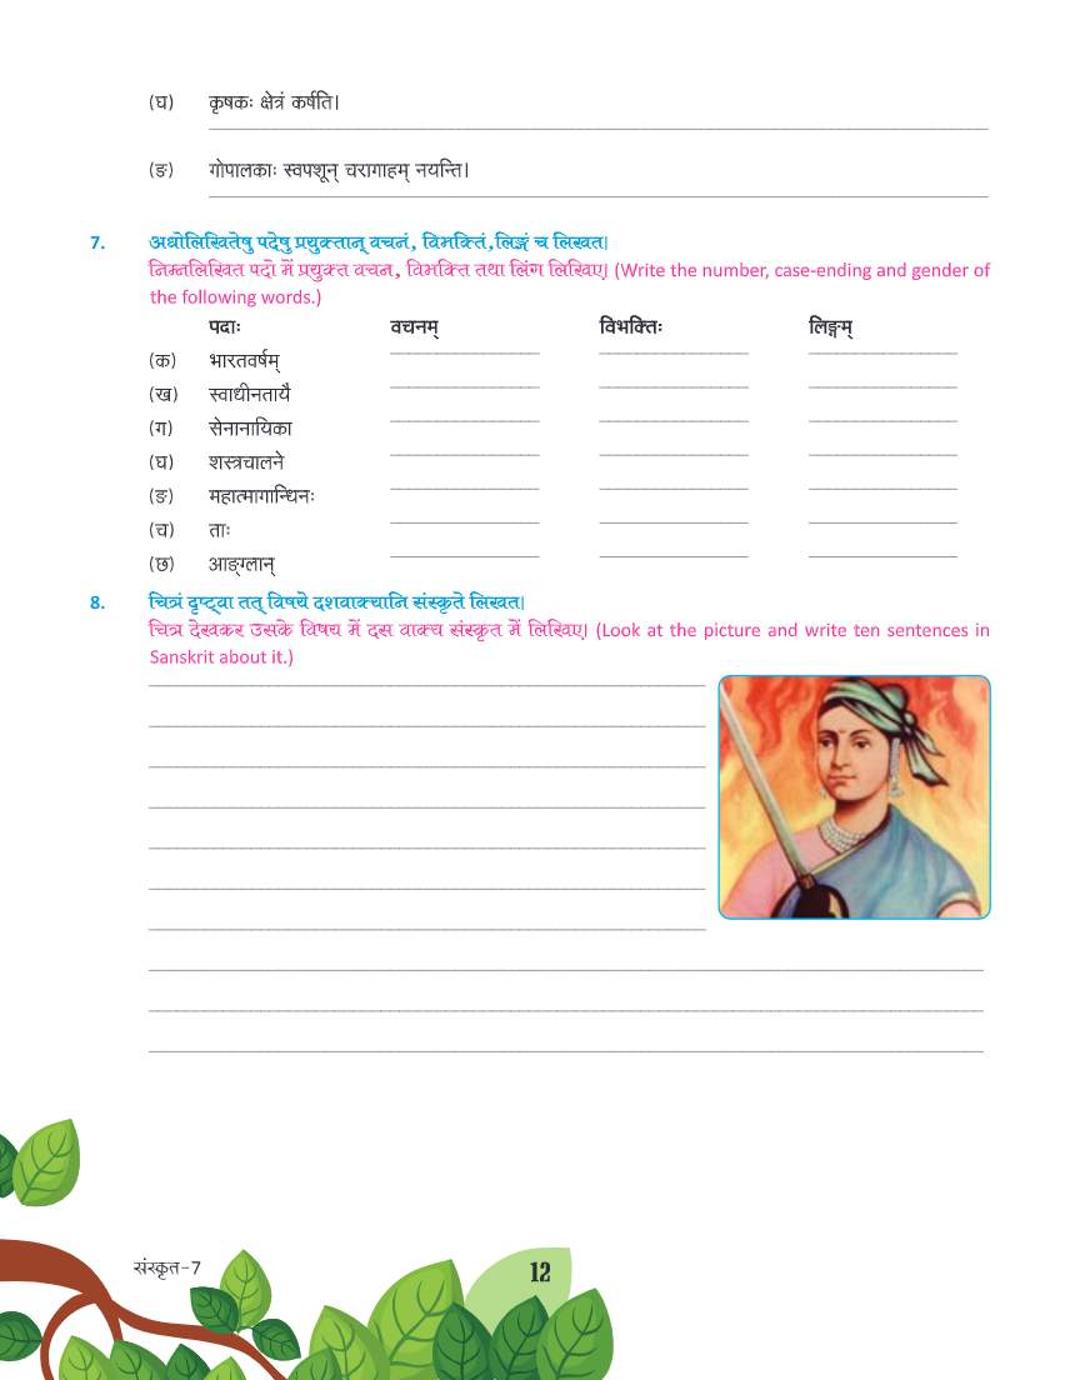 (घ) कृषकः क्षेत्रं कर्षति।
(ङ) गोपालकाः स्वपशून् चरागाहम् नयन्ति।
7. अधोलिखितेषु पदेषु प्रयुक्तान् वचनं, विभक्तिं,लिङ्गं च लिखत।
निम्नलिखित पदों में प्रयुक्त वचन, विभक्ति तथा लिंग लिखिए। (Write the number, case-ending and gender of
the following words.)
पदाः वचनम् विभक्तिः लिङ्गम्
(क) भारतवर्षम्
(ख) स्वाधीनतायै
(ग) सेनानायिका
(घ) शस्त्रचालने
(ङ) महात्मागान्धिनः
(च) ताः
(छ) आङ्ग्लान्
8. चित्रं दृष्ट्वा तत् विषये दशवाक्यानि संस्कृते लिखत।
चित्र देखकर उसके विषय में दस वाक्य संस्कृत में लिखिए। (Look at the picture and write ten sentences in
Sanskrit about it.)
संस्कृत-7
12